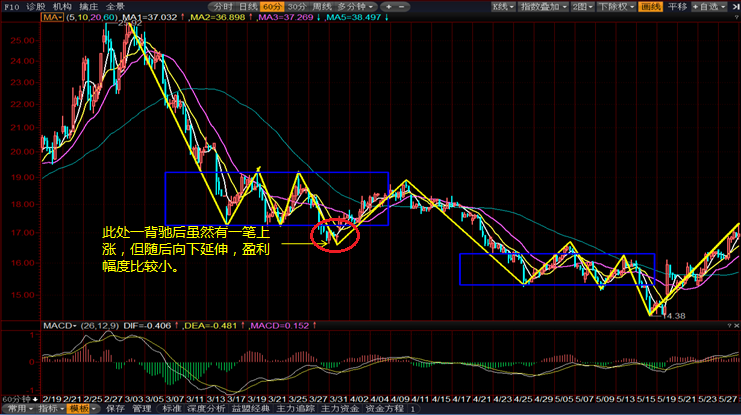 F10 诊股 机构 摘庄 全景 分时 日线 60分 30分 周线 多分钟 K线 指数叠加 2图 下除权 画线 平移 +自选
MA (5,10,20,60) MA1=37.032 ↑ ,MA2=36.898 ↑ ,MA3=37.269 ↓ ,MA5=38.497 ↓
25.00
24.00
23.00
22.00
21.00
20.00
19.00
18.00
17.00
16.00
15.00
此处一背驰后虽然有一笔上
涨，但随后向下延伸，盈利
幅度比较小。
14.38
MACD (26,12,9) DIF=-0.406 ↑ ,DEA=-0.481 ↑ ,MACD=0.152 ↑
1
0
-1
60分钟 2/19 2/21 2/25 2/27 3/03 3/05 3/07 3/11 3/13 3/17 3/19 3/21 3/25 3/27 3/31 4/02 4/04 4/09 4/11 4/15 4/17 4/21 4/23 4/25 4/29 5/05 5/07 5/09 5/13 5/15 5/19 5/21 5/23 5/27
常用 指标 模板 保存 管理 标准 深度分析 益盟经典 主力追踪 主力资金 资金方程 1